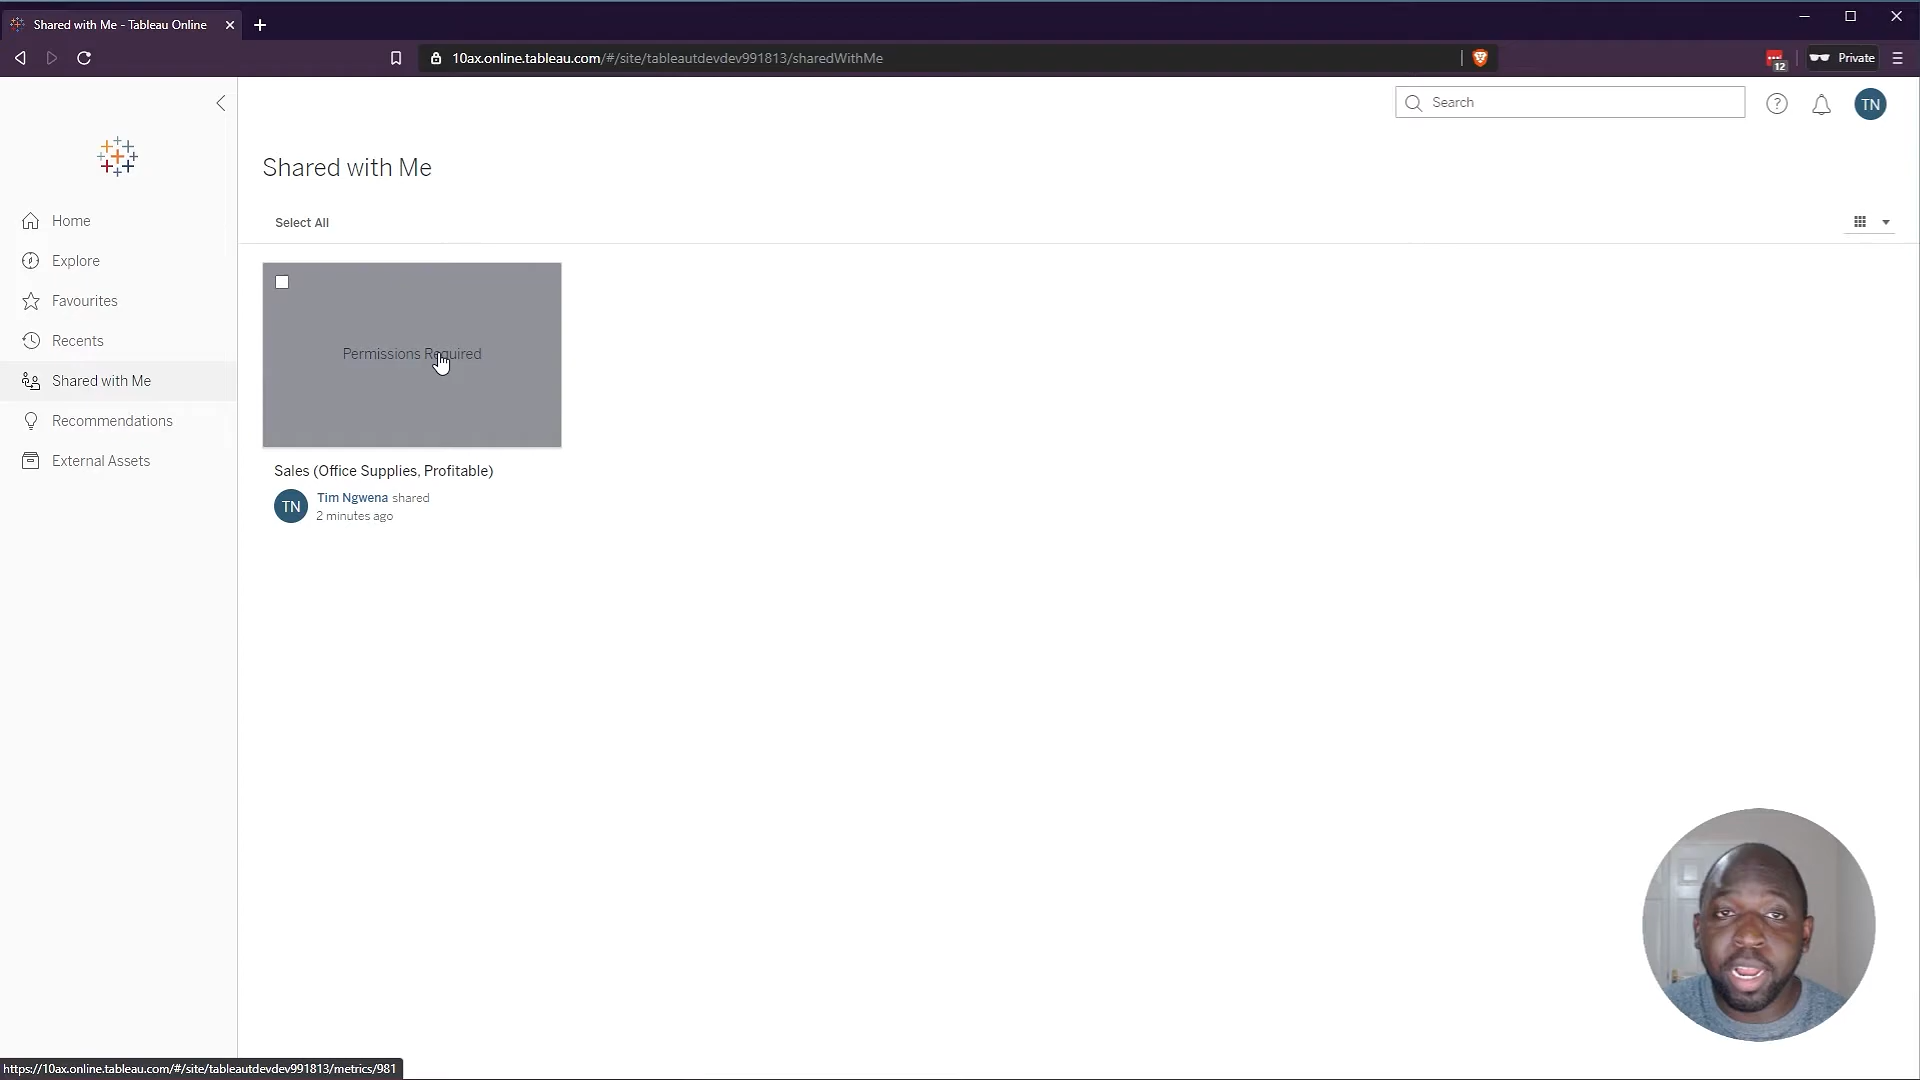 Shared with Me - Tableau Online
10ax.online.tableau.com/#/site/tableautdevdev991813/sharedWithMe
12
Private
Search
TN
Shared with Me
Home
Select All
Explore
Favourites
Recents
Permissions Required
Shared with Me
Recommendations
External Assets
Sales (Office Supplies, Profitable)
TN
Tim Ngwena shared
2 minutes ago
https://10ax.online.tableau.com/#/site/tableautdevdev991813/metrics/981